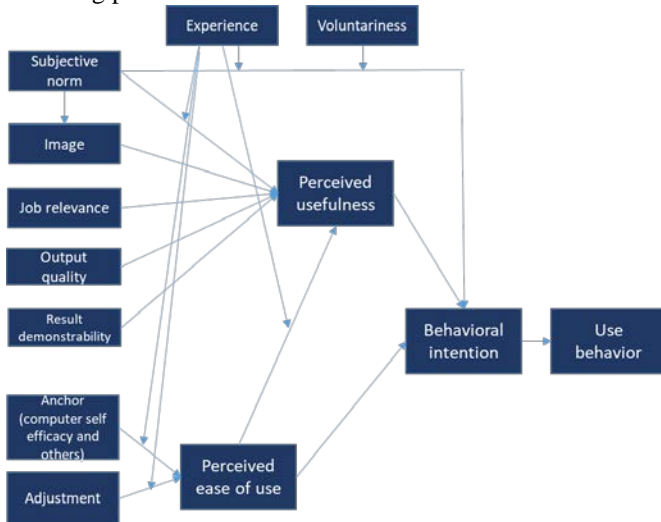 Experience
Voluntariness
Subjective
norm
Image
Perceived
usefulness
Job relevance
Output
quality
Result
demonstrability
Behavioral
intention
Use
behavior
Anchor
(computer self
efficacy and
others)
Perceived
ease of use
Adjustment